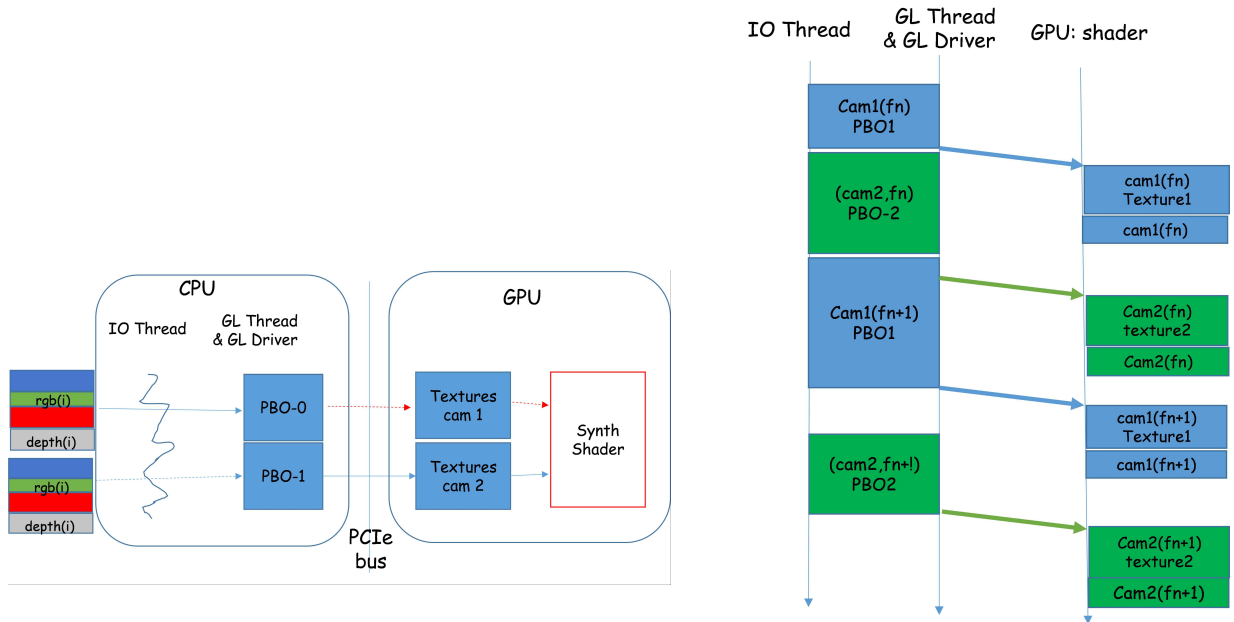 CPU
GPU
IO Thread
GL Thread
& GL Driver
rgb(i)
depth(i)
rgb(i)
depth(i)
PBO-0
PBO-1
Textures
cam 1
Textures
cam 2
Synth
Shader
PCIe
bus
IO Thread
GL Thread
& GL Driver
GPU: shader
Cam1(fn)
PBO1
(cam2,fn)
PBO-2
Cam1(fn+1)
PBO1
(cam2,fn+!)
PBO2
cam1(fn)
Texture1
cam1(fn)
Cam2(fn)
texture2
Cam2(fn)
cam1(fn+1)
Texture1
cam1(fn+1)
Cam2(fn+1)
texture2
Cam2(fn+1)